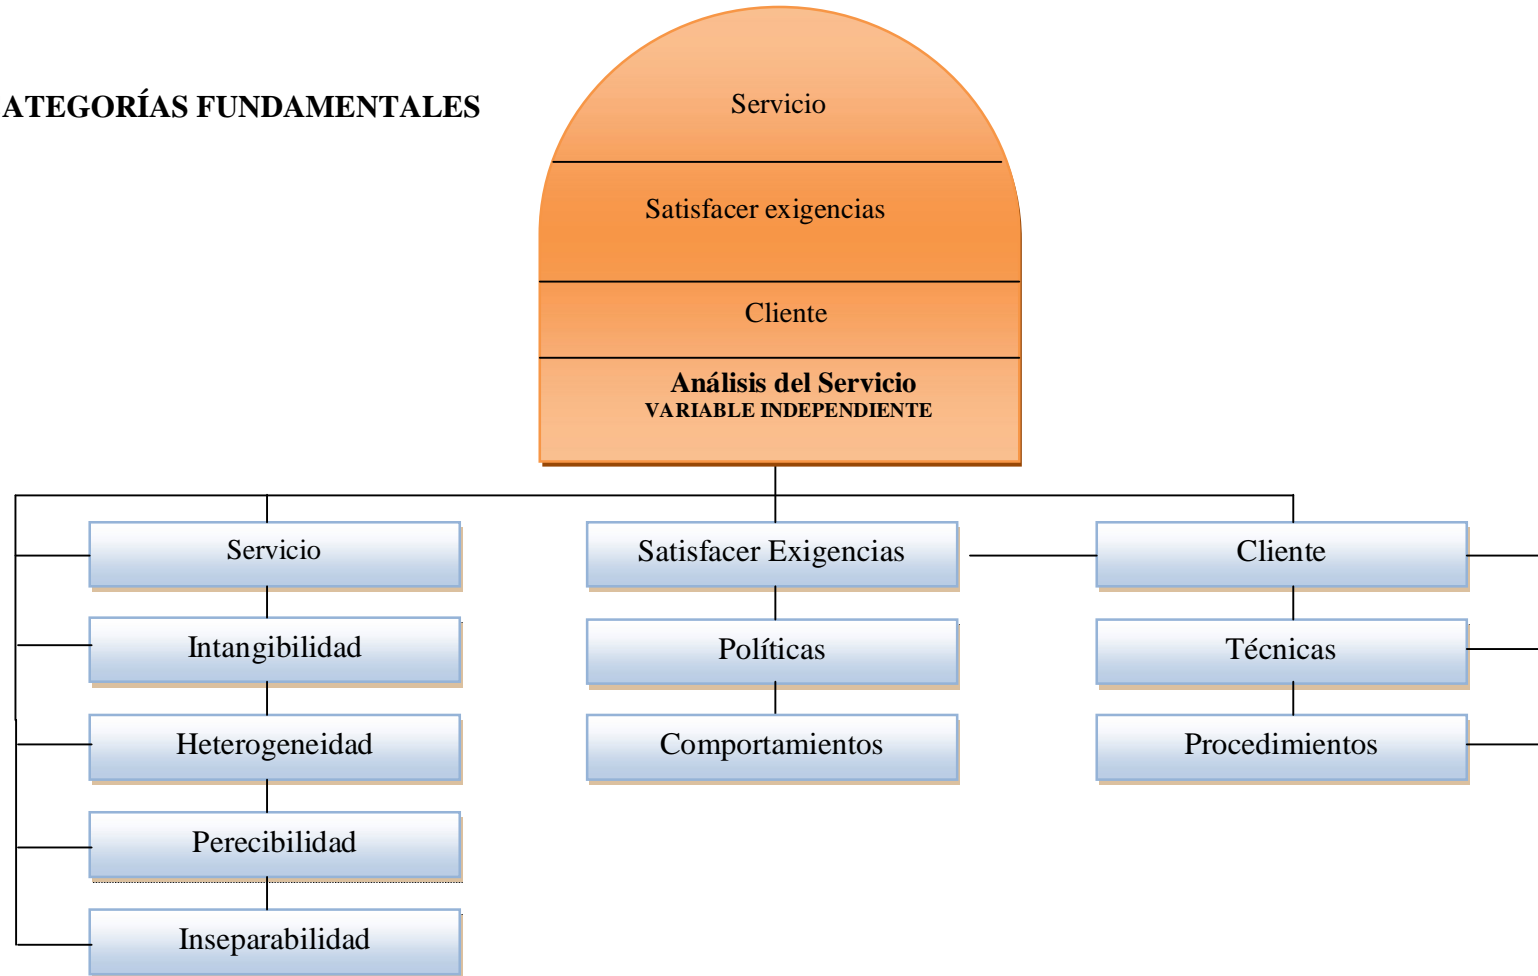 ATEGORÍAS FUNDAMENTALES
Servicio
Satisfacer exigencias
Cliente
Análisis del Servicio
VARIABLE INDEPENDIENTE
Servicio
Intangibilidad
Heterogeneidad
Perecibilidad
Inseparabilidad
Satisfacer Exigencias
Políticas
Comportamientos
Cliente
Técnicas
Procedimientos